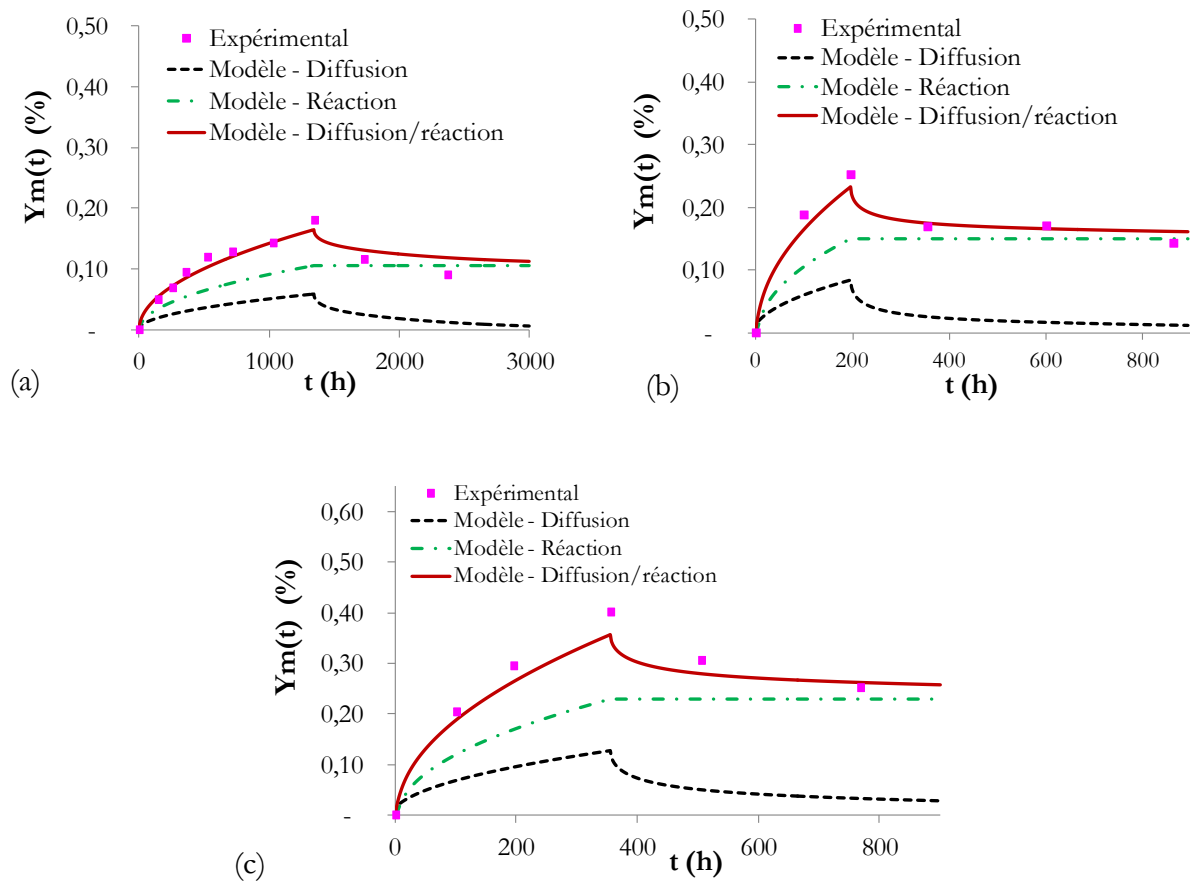 0,50
0,40
0,30
0,20
0,10
-
Ym(t) (%)
Expérimental
Modèle - Diffusion
Modèle - Réaction
Modèle - Diffusion/réaction
0
1000
2000
3000
t (h)
(a)
0,50
0,40
0,30
0,20
0,10
-
Ym(t) (%)
Expérimental
Modèle - Diffusion
Modèle - Réaction
Modèle - Diffusion/réaction
0
200
400
600
800
t (h)
(b)
0,60
0,50
0,40
0,30
0,20
0,10
-
Ym(t) (%)
Expérimental
Modèle - Diffusion
Modèle - Réaction
Modèle - Diffusion/réaction
0
200
400
600
800
t (h)
(c)